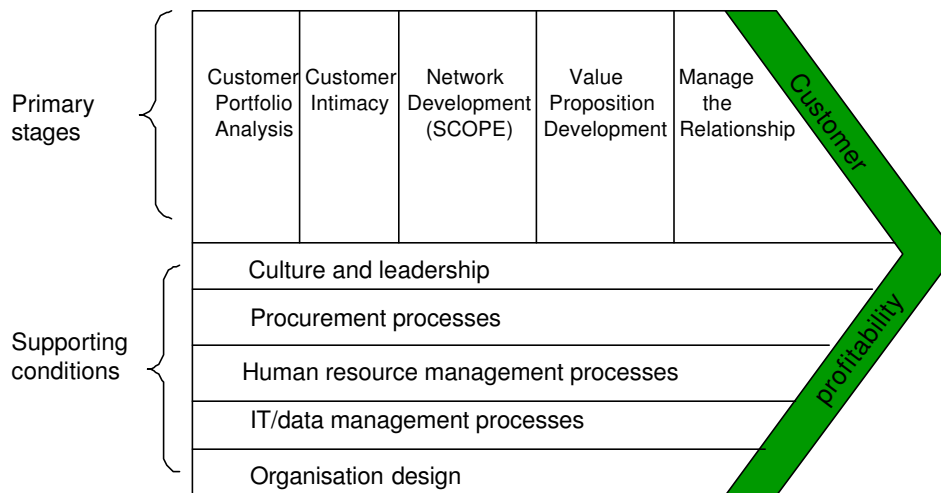 Primary
stages
Customer
Portfolio
Analysis
Customer
Intimacy
Network
Development
(SCOPE)
Value
Proposition
Development
Manage
the
Relationship
Customer
profitability
Supporting
conditions
Culture and leadership
Procurement processes
Human resource management processes
IT/data management processes
Organisation design